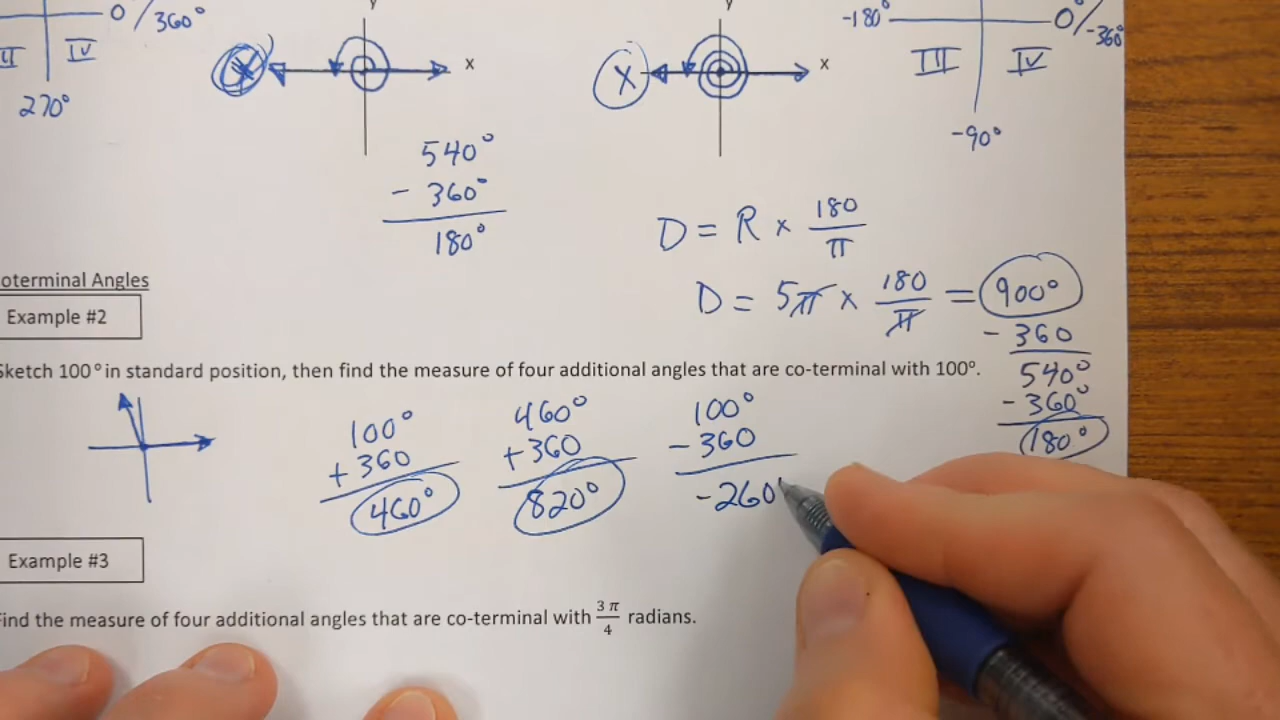 0/360°
IV
270°
x
540°
- 360°
180°
X
x
-180°
0°/-360°
III
IV
-90°
D = R × 180/π
D = 5π × 180/π = 900°
- 360
540°
- 360°
180°
oterminal Angles
Example #2
Sketch 100° in standard position, then find the measure of four additional angles that are co-terminal with 100°.
100°
+ 360
460°
460°
+ 360
820°
100°
- 360
-260°
Example #3
Find the measure of four additional angles that are co-terminal with 3π/4 radians.